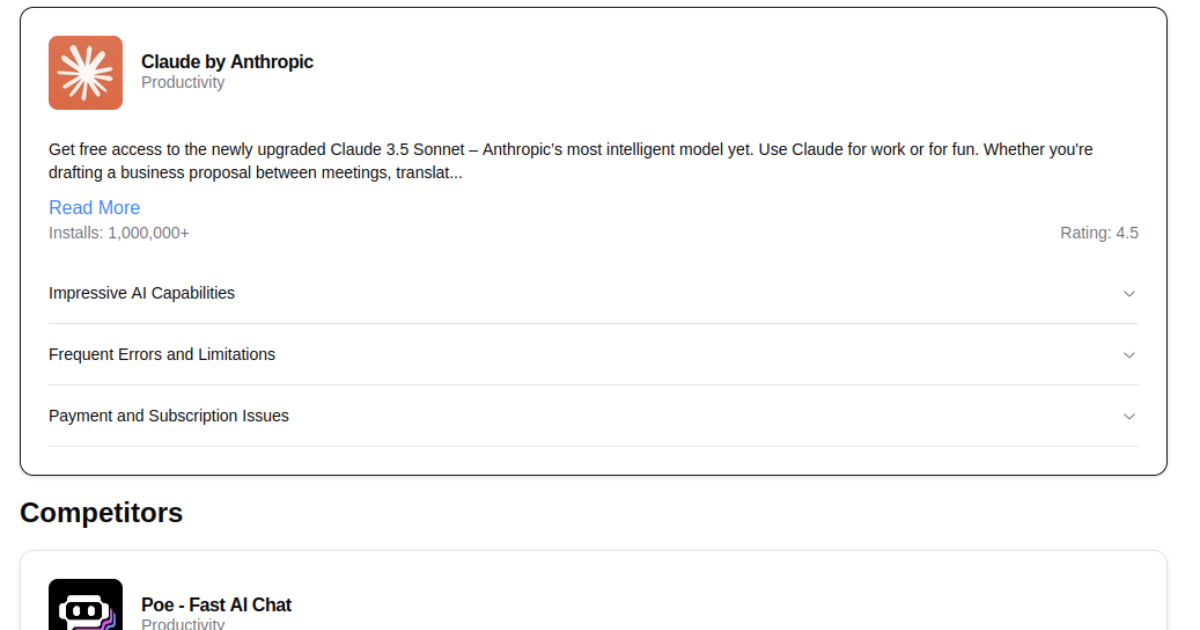 Claude by Anthropic
Productivity
Get free access to the newly upgraded Claude 3.5 Sonnet – Anthropic’s most intelligent model yet. Use Claude for work or for fun. Whether you're
drafting a business proposal between meetings, translat...
Read More
Installs: 1,000,000+
Rating: 4.5
Impressive AI Capabilities
Frequent Errors and Limitations
Payment and Subscription Issues
Competitors
Poe - Fast AI Chat
Productivity